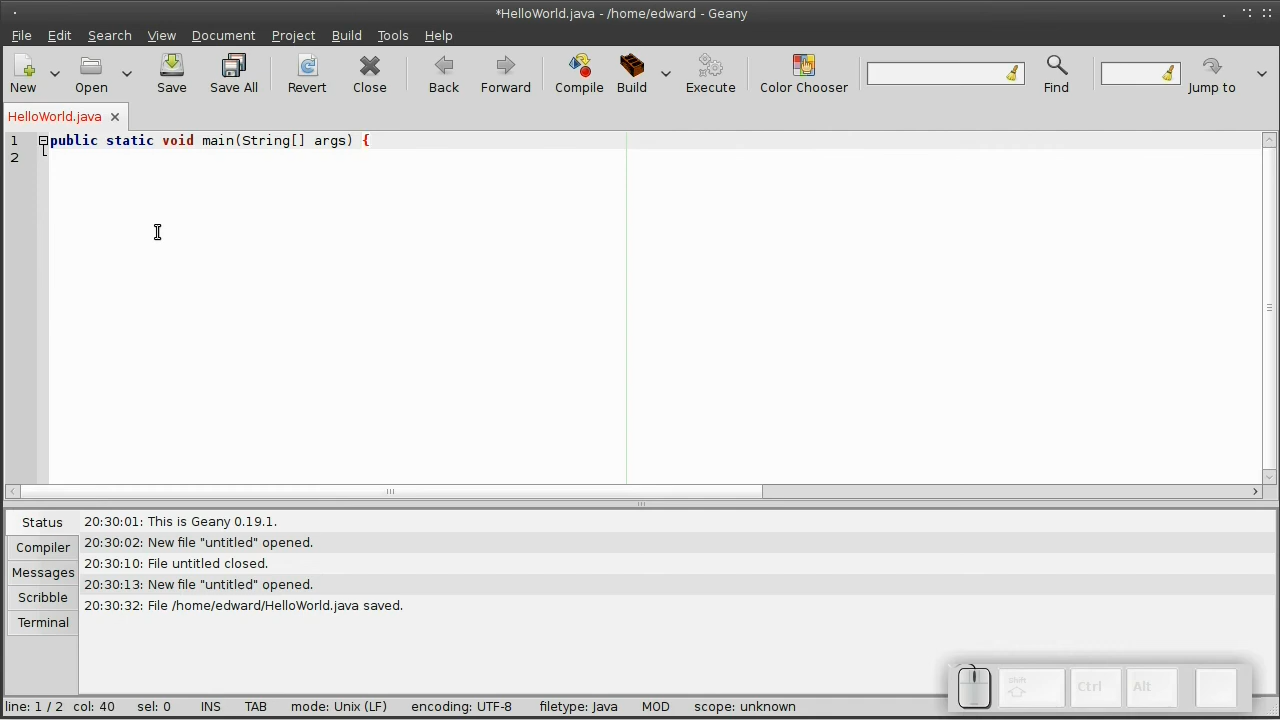 *HelloWorld.java - /home/edward - Geany
File Edit Search View Document Project Build Tools Help
New Open Save Save All Revert Close Back Forward Compile Build Execute Color Chooser Find Jump to
HelloWorld.java
1 public static void main(String[] args) {
2
Status
Compiler
Messages
Scribble
Terminal
20:30:01: This is Geany 0.19.1.
20:30:02: New file "untitled" opened.
20:30:10: File untitled closed.
20:30:13: New file "untitled" opened.
20:30:32: File /home/edward/HelloWorld.java saved.
Shift Ctrl Alt
line: 1 / 2 col: 40 sel: 0 INS TAB mode: Unix (LF) encoding: UTF-8 filetype: Java MOD scope: unknown